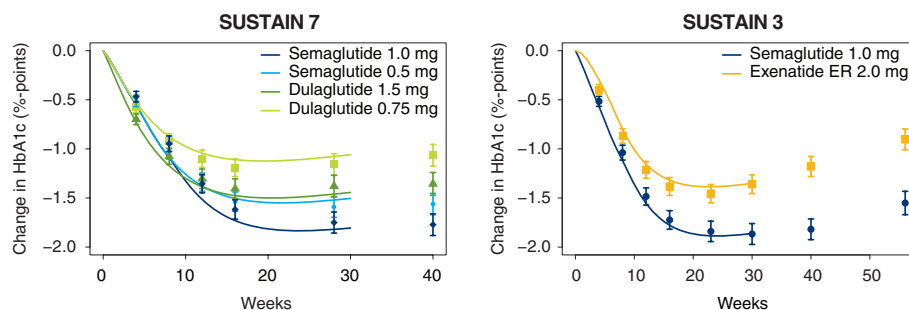 SUSTAIN 7
Change in HbA1c (%-points)
0.0
−0.5
−1.0
−1.5
−2.0
Semaglutide 1.0 mg
Semaglutide 0.5 mg
Dulaglutide 1.5 mg
Dulaglutide 0.75 mg
0 10 20 30 40
Weeks
SUSTAIN 3
Change in HbA1c (%-points)
0.0
−0.5
−1.0
−1.5
−2.0
Semaglutide 1.0 mg
Exenatide ER 2.0 mg
0 10 20 30 40 50
Weeks